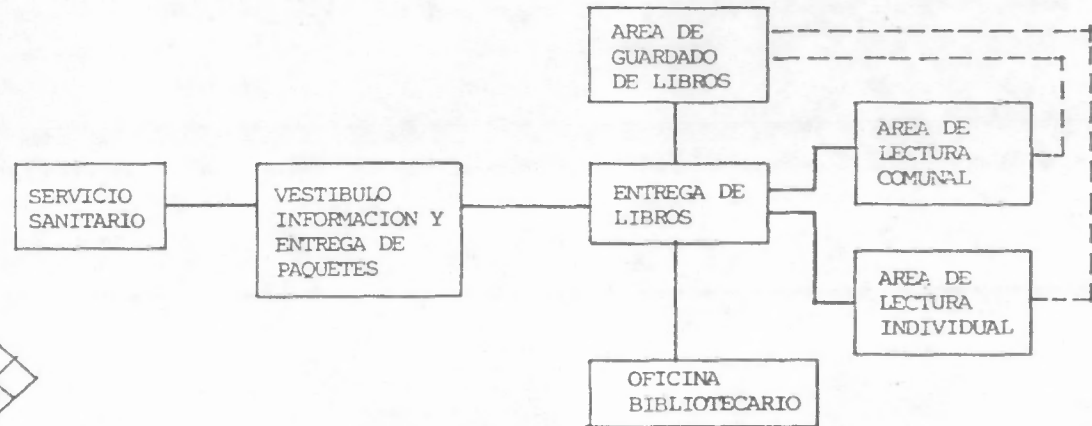 AREA DE
GUARDADO
DE LIBROS
AREA DE
LECTURA
COMUNAL
SERVICIO
SANITARIO
VESTIBULO
INFORMACION Y
ENTREGA DE
PAQUETES
ENTREGA DE
LIBROS
AREA DE
LECTURA
INDIVIDUAL
OFICINA
BIBLIOTECARIO